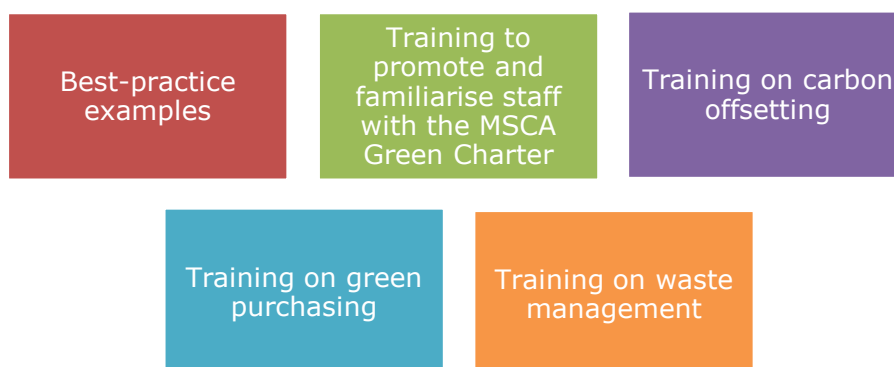 Best-practice
examples
Training to
promote and
familiarise staff
with the MSCA
Green Charter
Training on carbon
offsetting
Training on green
purchasing
Training on waste
management